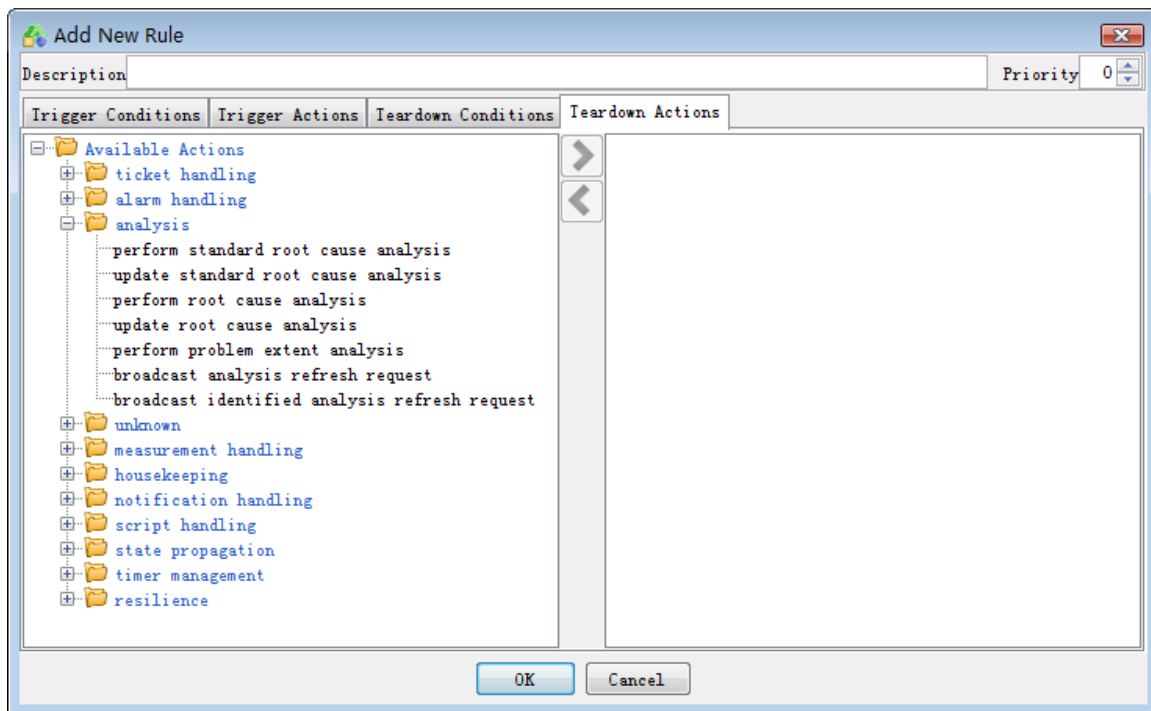 Add New Rule
Description Priority 0
Trigger Conditions Trigger Actions Teardown Conditions Teardown Actions
Available Actions
ticket handling
alarm handling
analysis
perform standard root cause analysis
update standard root cause analysis
perform root cause analysis
update root cause analysis
perform problem extent analysis
broadcast analysis refresh request
broadcast identified analysis refresh request
unknown
measurement handling
housekeeping
notification handling
script handling
state propagation
timer management
resilience
OK Cancel